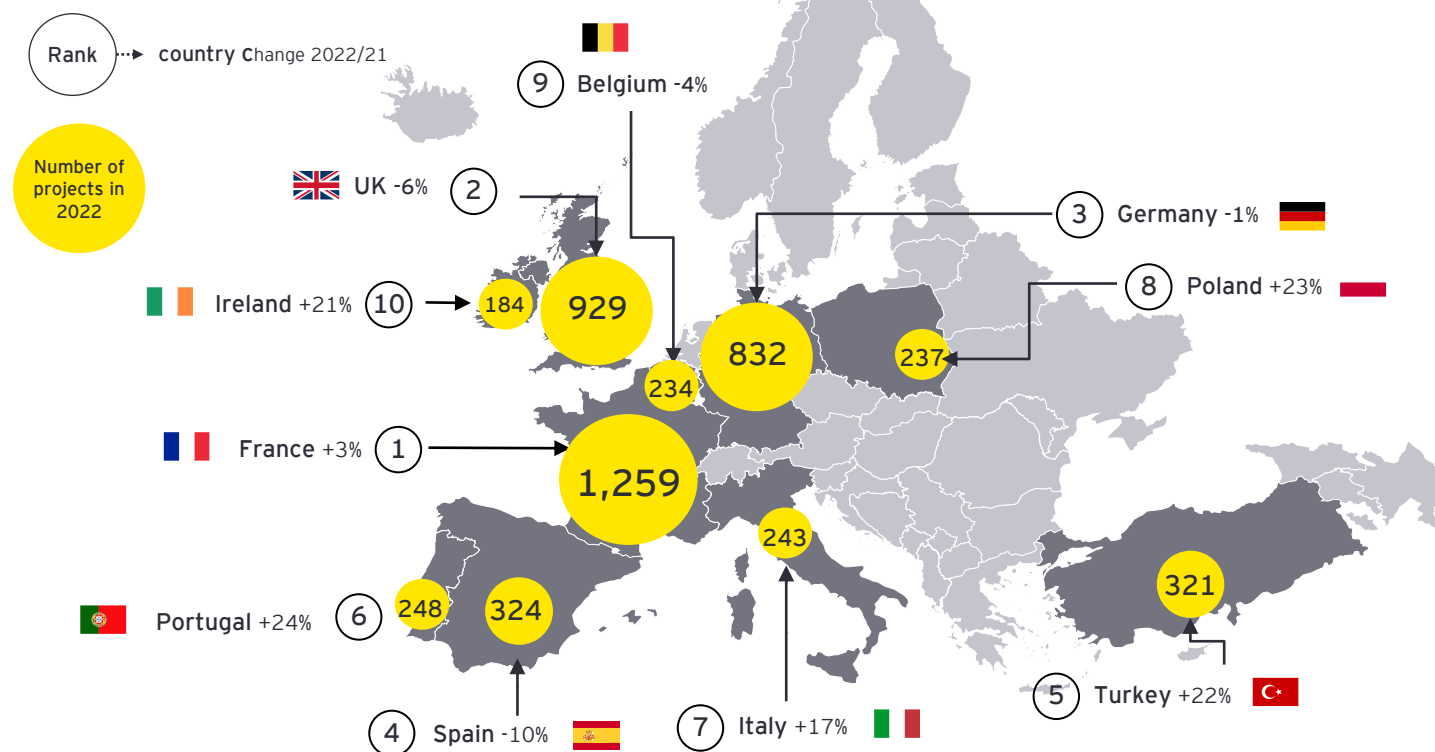 Rank
country Change 2022/21
Number of
projects in
2022
9 Belgium -4%
UK -6% 2
3 Germany -1%
8 Poland +23%
Ireland +21% 10
184
929
832
237
234
France +3% 1
1,259
243
321
Portugal +24% 6
248
324
5 Turkey +22%
4 Spain -10%
7 Italy +17%